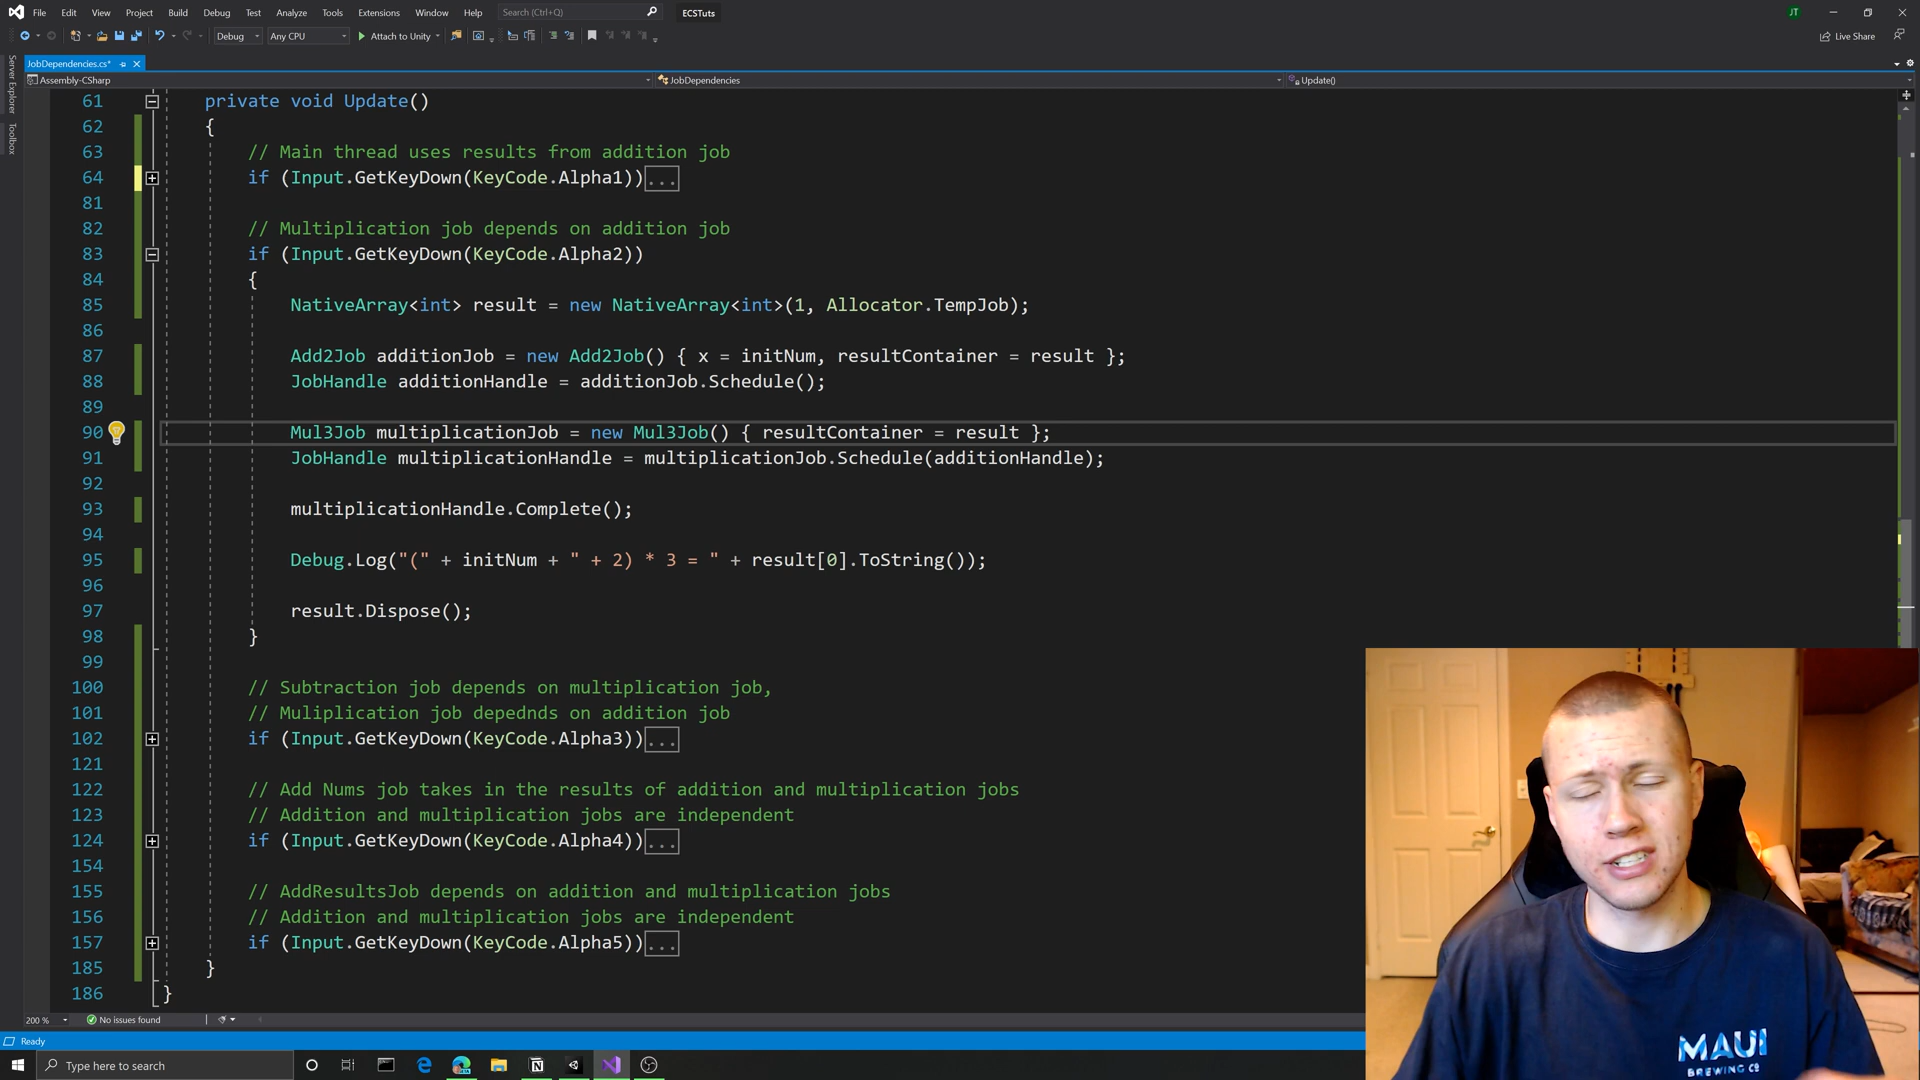 File Edit View Project Build Debug Test Analyze Tools Extensions Window Help Search (Ctrl+Q) ECSTuts JT
Debug Any CPU Attach to Unity Live Share
JobDependencies.cs*
Assembly-CSharp JobDependencies Update()
Server Explorer
Toolbox
61 private void Update()
62 {
63 // Main thread uses results from addition job
64 if (Input.GetKeyDown(KeyCode.Alpha1))...
81
82 // Multiplication job depends on addition job
83 if (Input.GetKeyDown(KeyCode.Alpha2))
84 {
85 NativeArray<int> result = new NativeArray<int>(1, Allocator.TempJob);
86
87 Add2Job additionJob = new Add2Job() { x = initNum, resultContainer = result };
88 JobHandle additionHandle = additionJob.Schedule();
89
90 Mul3Job multiplicationJob = new Mul3Job() { resultContainer = result };
91 JobHandle multiplicationHandle = multiplicationJob.Schedule(additionHandle);
92
93 multiplicationHandle.Complete();
94
95 Debug.Log("(" + initNum + " + 2) * 3 = " + result[0].ToString());
96
97 result.Dispose();
98 }
99
100 // Subtraction job depends on multiplication job,
101 // Muliplication job depednds on addition job
102 if (Input.GetKeyDown(KeyCode.Alpha3))...
121
122 // Add Nums job takes in the results of addition and multiplication jobs
123 // Addition and multiplication jobs are independent
124 if (Input.GetKeyDown(KeyCode.Alpha4))...
154
155 // AddResultsJob depends on addition and multiplication jobs
156 // Addition and multiplication jobs are independent
157 if (Input.GetKeyDown(KeyCode.Alpha5))...
185 }
186 }
200 % No issues found
Ready
Type here to search
MAUI
BREWING CO